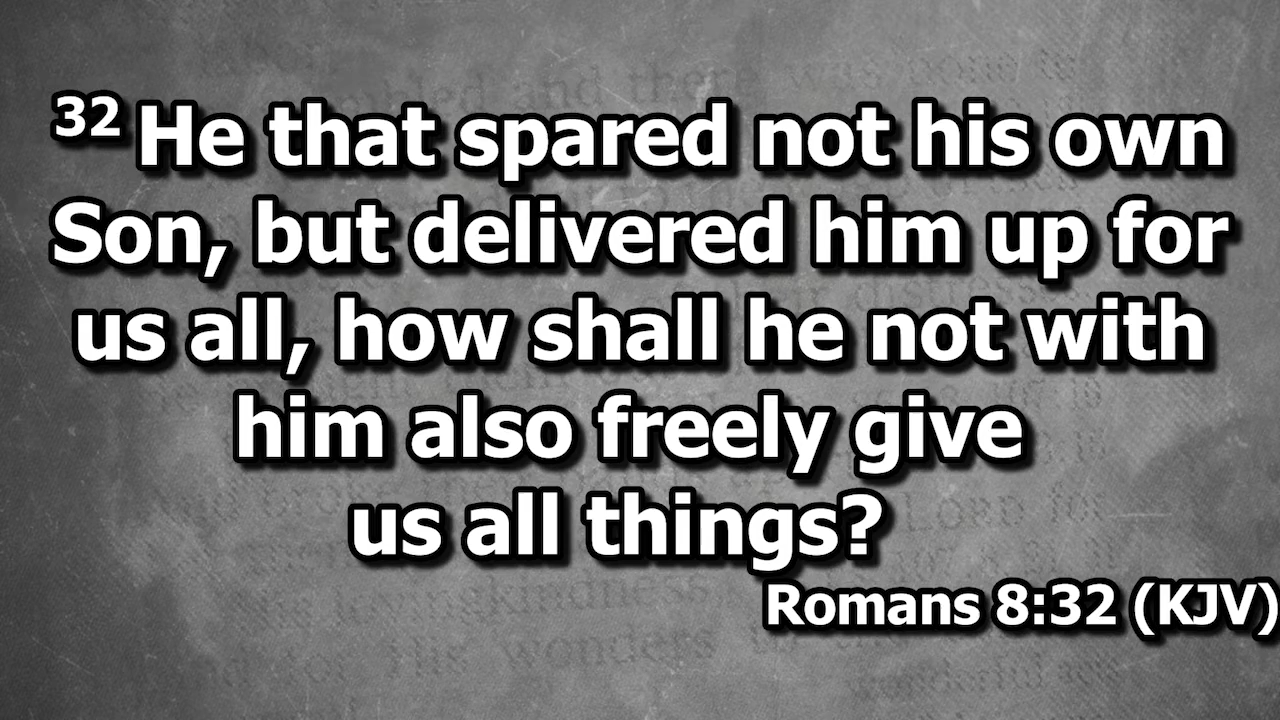 32 He that spared not his own
Son, but delivered him up for
us all, how shall he not with
him also freely give
us all things?
Romans 8:32 (KJV)